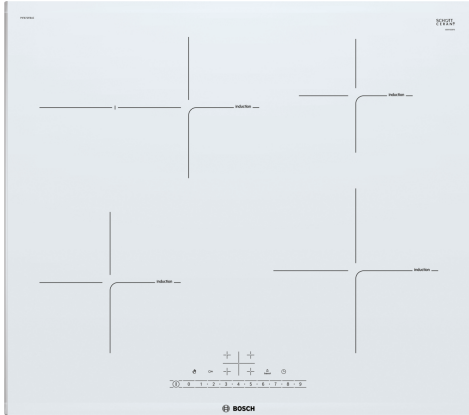 SCHOTT
CERAN®
induction
induction
induction
induction
0 1 · 2 · 3 · 4 · 5 · 6 · 7 · 8 · 9
BOSCH